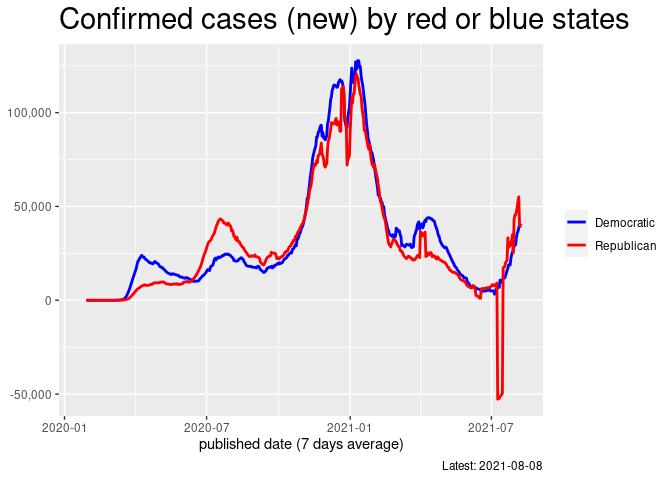 Confirmed cases (new) by red or blue states
100,000
50,000
0
-50,000
2020-01
2020-07
2021-01
2021-07
published date (7 days average)
Democratic
Republican
Latest: 2021-08-08